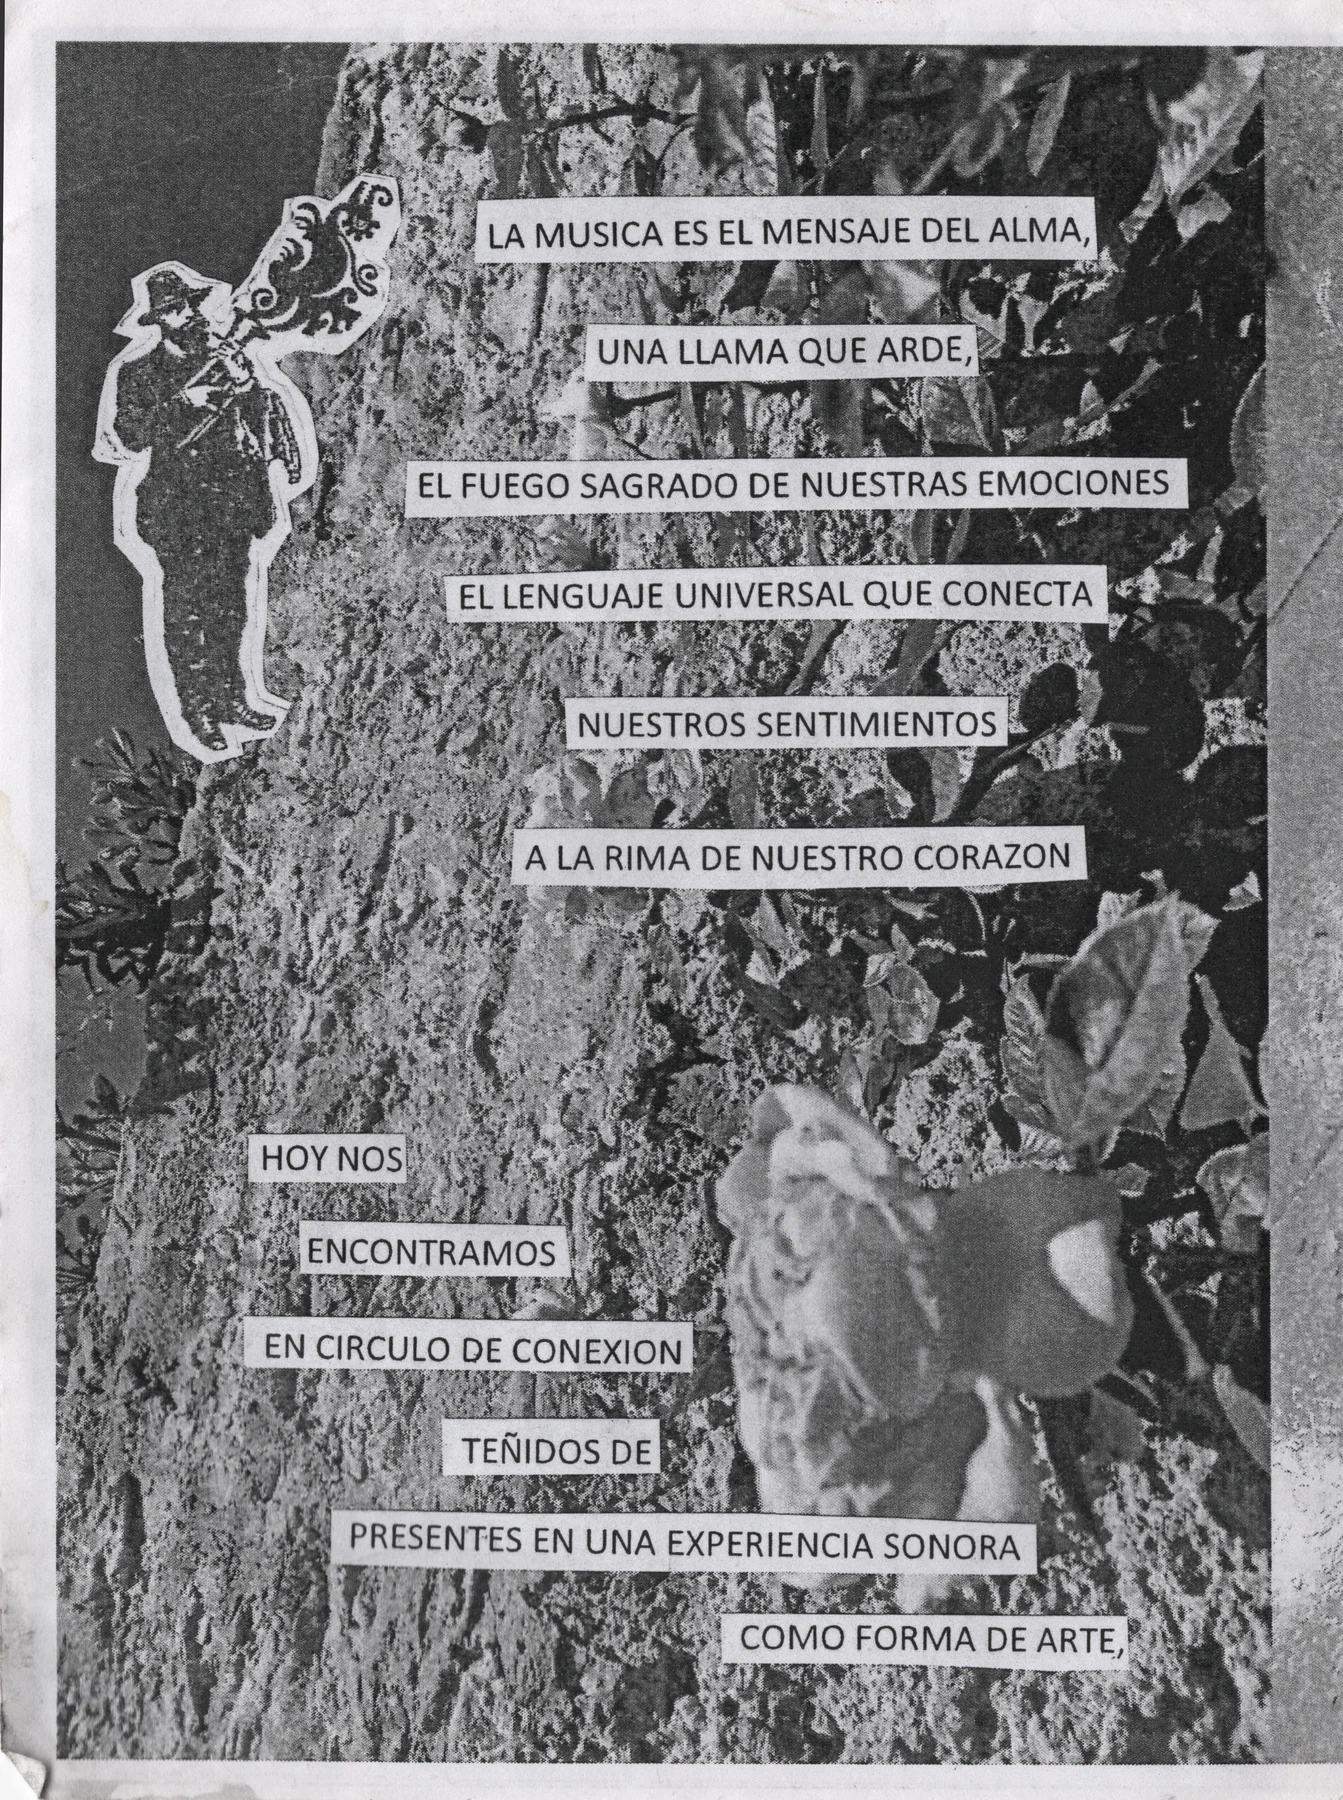 LA MUSICA ES EL MENSAJE DEL ALMA,
UNA LLAMA QUE ARDE,
EL FUEGO SAGRADO DE NUESTRAS EMOCIONES
EL LENGUAJE UNIVERSAL QUE CONECTA
NUESTROS SENTIMIENTOS
A LA RIMA DE NUESTRO CORAZON
HOY NOS
ENCONTRAMOS
EN CIRCULO DE CONEXION
TEÑIDOS DE
PRESENTES EN UNA EXPERIENCIA SONORA
COMO FORMA DE ARTE,